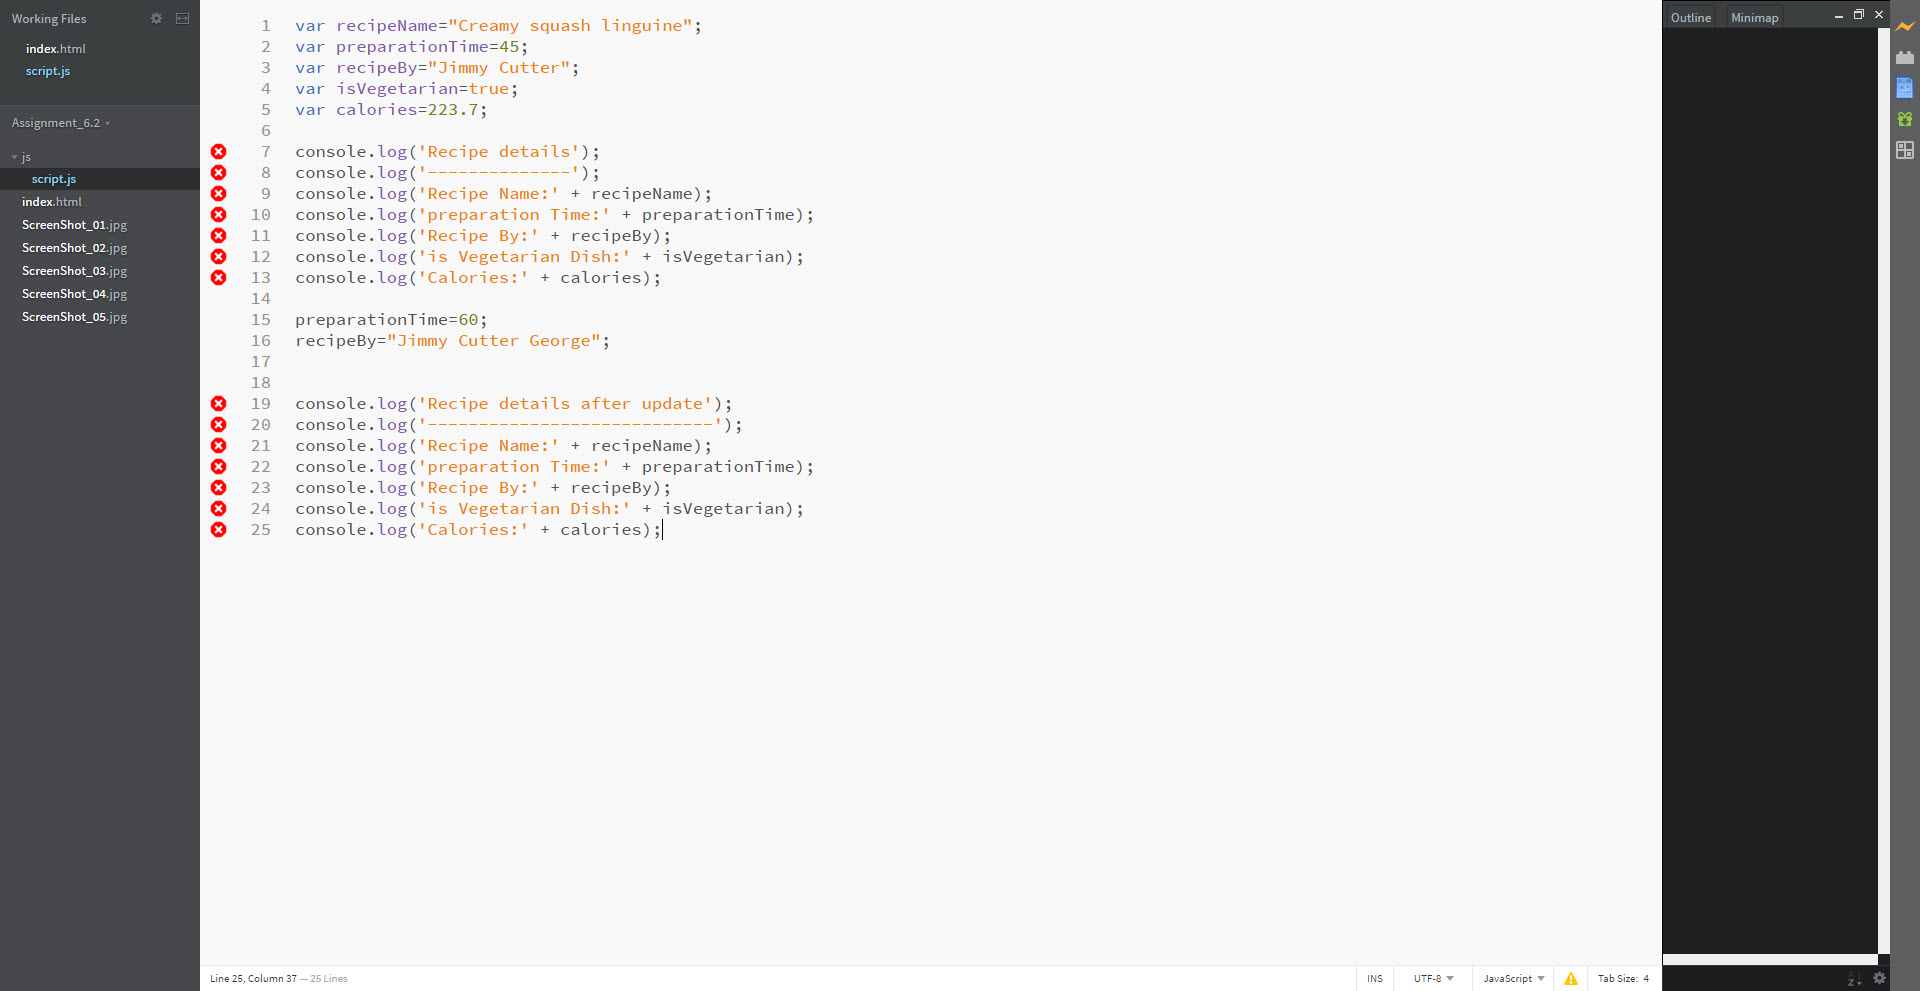 Working Files
index.html
script.js
Assignment_6.2
js
script.js
index.html
ScreenShot_01.jpg
ScreenShot_02.jpg
ScreenShot_03.jpg
ScreenShot_04.jpg
ScreenShot_05.jpg
1 var recipeName="Creamy squash linguine";
2 var preparationTime=45;
3 var recipeBy="Jimmy Cutter";
4 var isVegetarian=true;
5 var calories=223.7;
6
7 console.log('Recipe details');
8 console.log('--------------');
9 console.log('Recipe Name:' + recipeName);
10 console.log('preparation Time:' + preparationTime);
11 console.log('Recipe By:' + recipeBy);
12 console.log('is Vegetarian Dish:' + isVegetarian);
13 console.log('Calories:' + calories);
14
15 preparationTime=60;
16 recipeBy="Jimmy Cutter George";
17
18
19 console.log('Recipe details after update');
20 console.log('----------------------------');
21 console.log('Recipe Name:' + recipeName);
22 console.log('preparation Time:' + preparationTime);
23 console.log('Recipe By:' + recipeBy);
24 console.log('is Vegetarian Dish:' + isVegetarian);
25 console.log('Calories:' + calories);
Outline Minimap
Line 25, Column 37 — 25 Lines
INS UTF-8 JavaScript Tab Size: 4